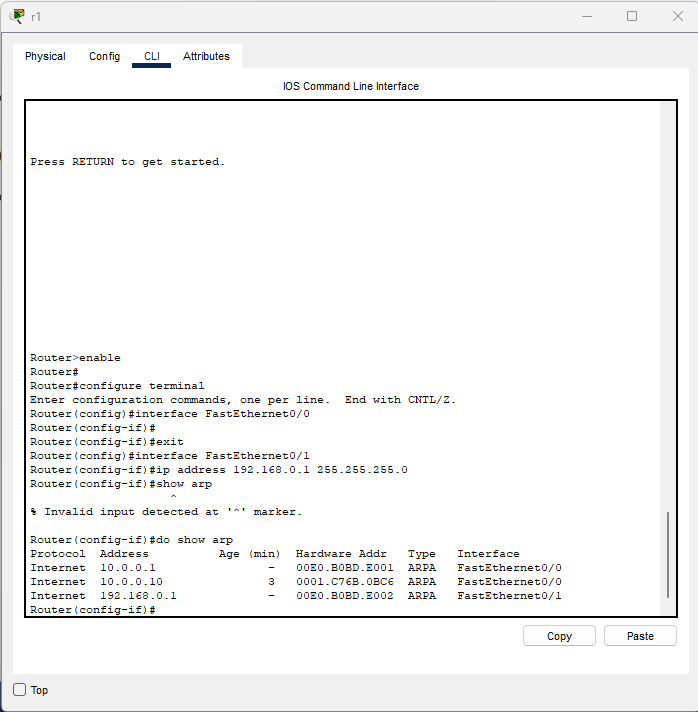 r1
Physical Config CLI Attributes
IOS Command Line Interface
Press RETURN to get started.
Router>enable
Router#
Router#configure terminal
Enter configuration commands, one per line.  End with CNTL/Z.
Router(config)#interface FastEthernet0/0
Router(config-if)#
Router(config-if)#exit
Router(config)#interface FastEthernet0/1
Router(config-if)#ip address 192.168.0.1 255.255.255.0
Router(config-if)#show arp
^
% Invalid input detected at '^' marker.
Router(config-if)#do show arp
Protocol  Address          Age (min)  Hardware Addr   Type   Interface
Internet  10.0.0.1                -   00E0.B0BD.E001  ARPA   FastEthernet0/0
Internet  10.0.0.10               3   0001.C76B.0BC6  ARPA   FastEthernet0/0
Internet  192.168.0.1             -   00E0.B0BD.E002  ARPA   FastEthernet0/1
Router(config-if)#
Copy Paste
Top